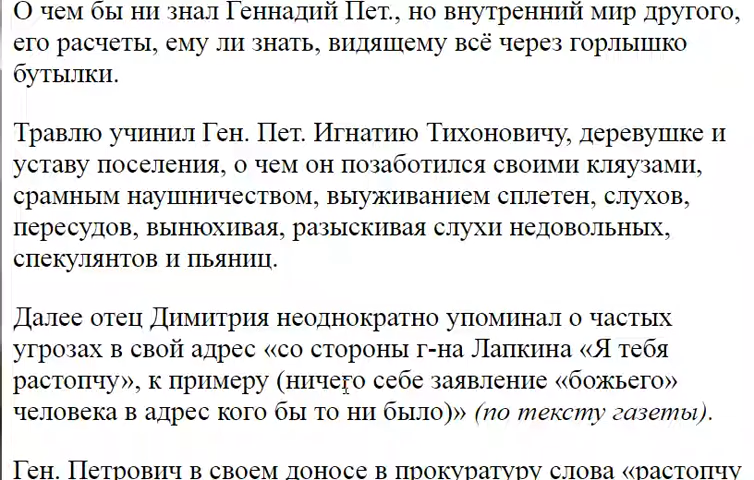 О чем бы ни знал Геннадий Пет., но внутренний мир другого,
его расчеты, ему ли знать, видящему всё через горлышко
бутылки.
Травлю учинил Ген. Пет. Игнатию Тихоновичу, деревушке и
уставу поселения, о чем он позаботился своими кляузами,
срамным наушничеством, выуживанием сплетен, слухов,
пересудов, вынюхивая, разыскивая слухи недовольных,
спекулянтов и пьяниц.
Далее отец Димитрия неоднократно упоминал о частых
угрозах в свой адрес «со стороны г-на Лапкина «Я тебя
растопчу», к примеру (ничего себе заявление «божьего»
человека в адрес кого бы то ни было)» (по тексту газеты).
Ген. Петрович в своем доносе в прокуратуру слова «растопчу